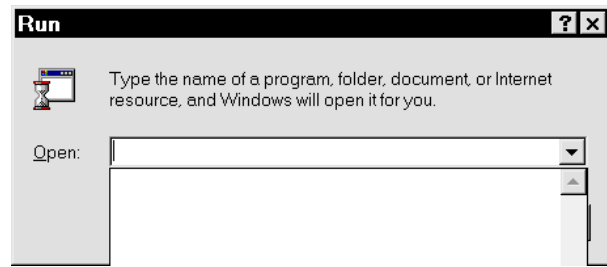 Run
Type the name of a program, folder, document, or Internet
resource, and Windows will open it for you.
Open: